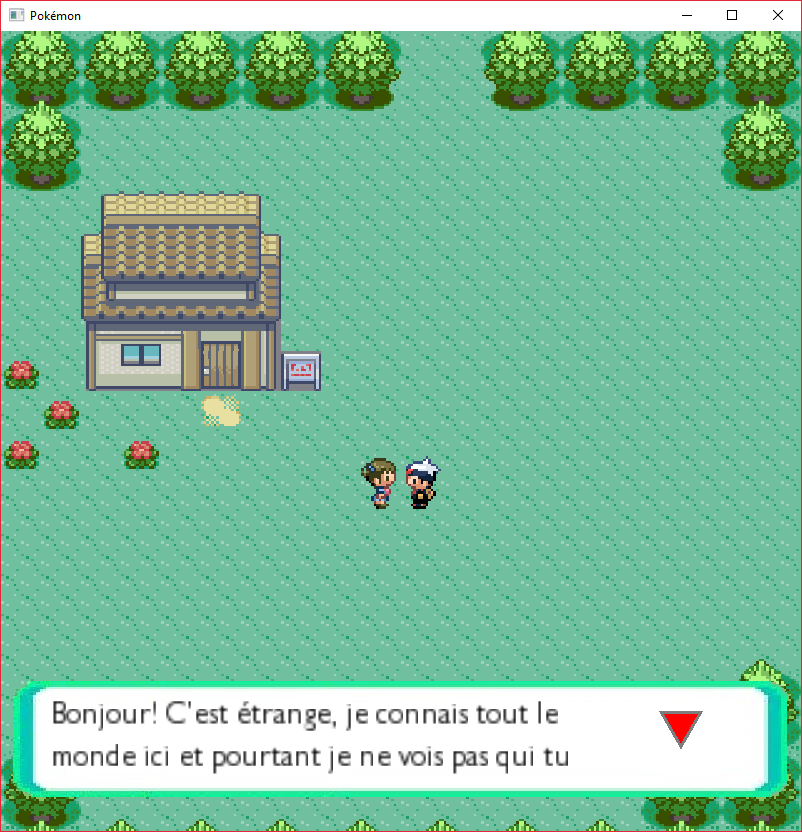 Pokémon
Bonjour! C'est étrange, je connais tout le
monde ici et pourtant je ne vois pas qui tu